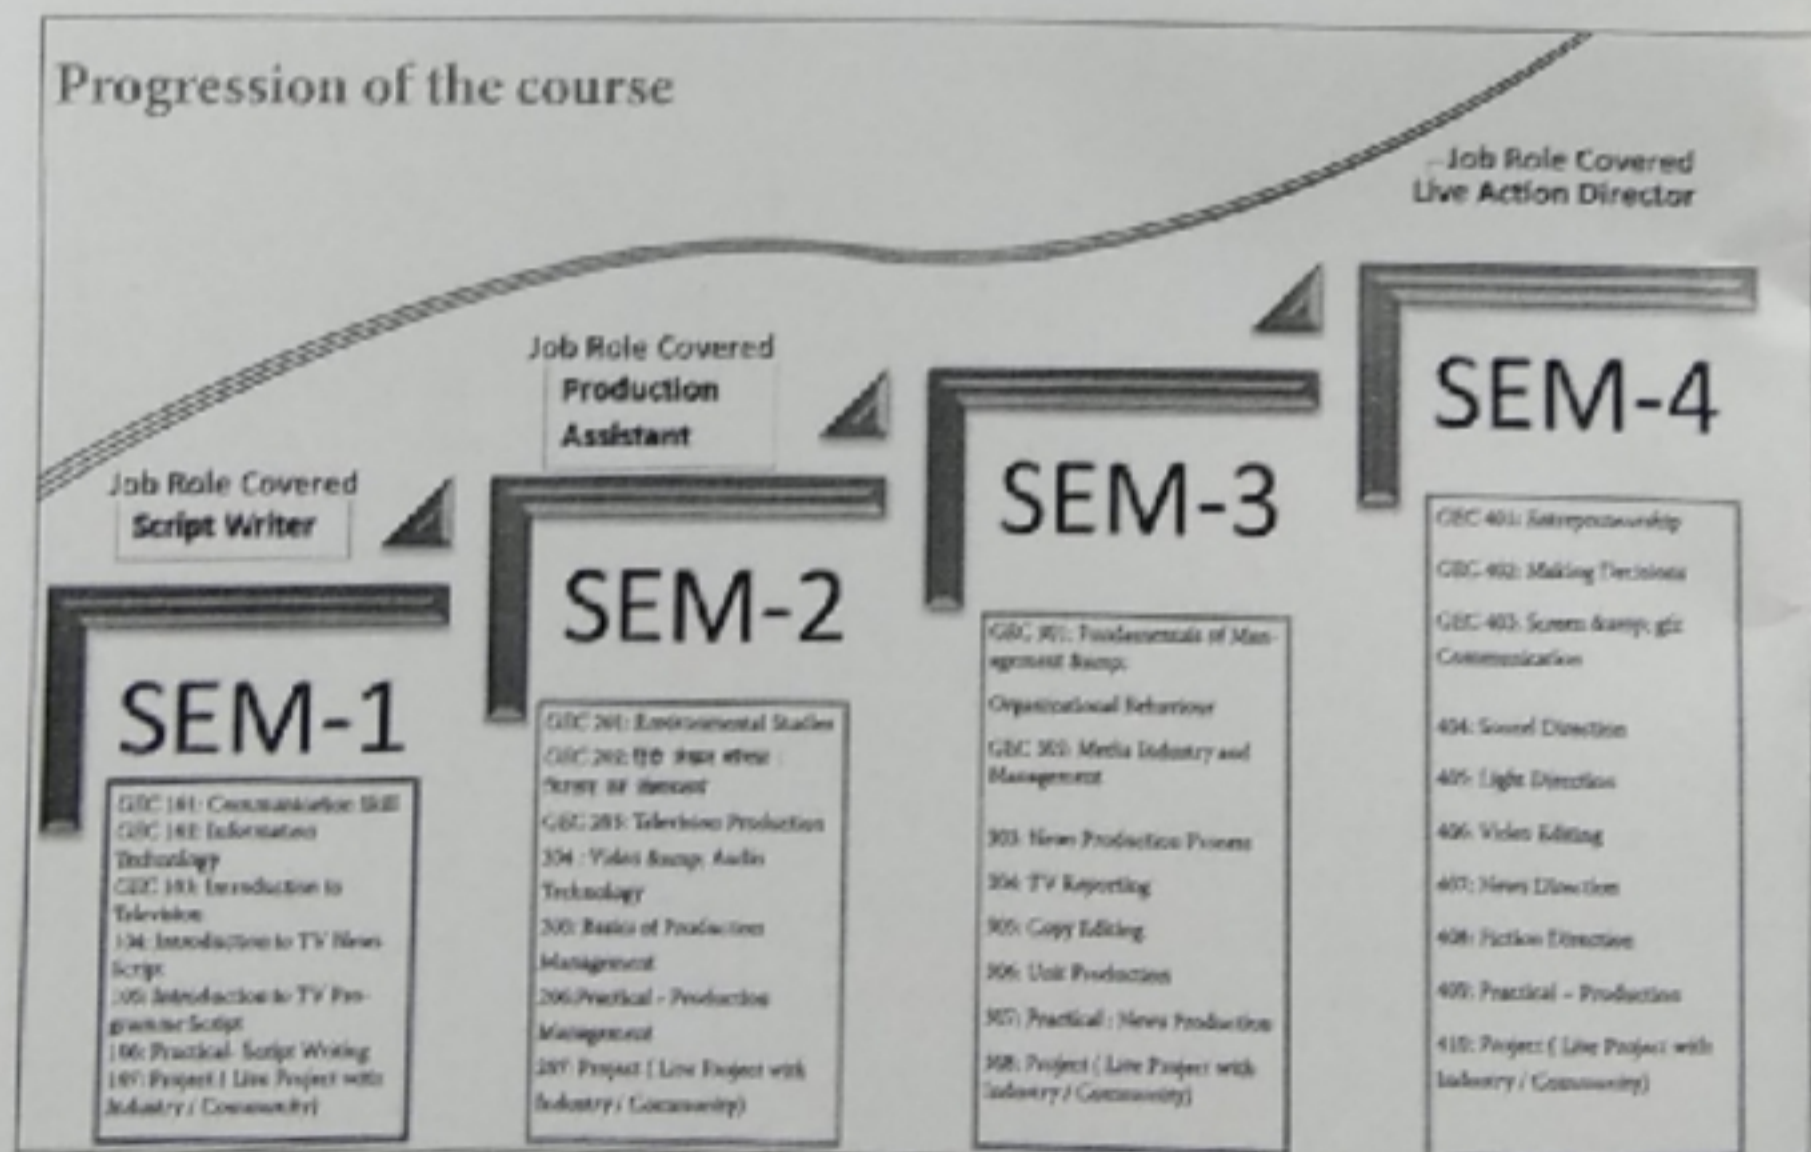 Progression of the course
Job Role Covered
Live Action Director
Job Role Covered
Production
Assistant
Job Role Covered
Script Writer
SEM-1
GEC 101: Communication Skill
GEC 102: Information
Technology
GEC 103: Introduction to
Television
104: Introduction to TV News
Script
105: Introduction to TV Pro-
gramme Script
106: Practical- Script Writing
107: Project ( Live Project with
Industry / Community)
SEM-2
GEC 201: Environmental Studies
GEC 202: हिंदी
GEC 203: Television Production
204 : Video &amp; Audio
Technology
205: Basics of Production
Management
206:Practical - Production
Management
207: Project ( Live Project with
Industry / Community)
SEM-3
GEC 301: Fundamentals of Man-
agement &amp;
Organizational Behaviour
GEC 302: Media Industry and
Management
303: News Production Process
304: TV Reporting
305: Copy Editing
306: Unit Production
307: Practical : News Production
308: Project ( Live Project with
Industry / Community)
SEM-4
GEC 401: Entrepreneurship
GEC 402: Making Decisions
GEC 403: Screen &amp;
Communication
404: Sound Direction
405: Light Direction
406: Video Editing
407: News Direction
408: Fiction Direction
409: Practical - Production
410: Project ( Live Project with
Industry / Community)